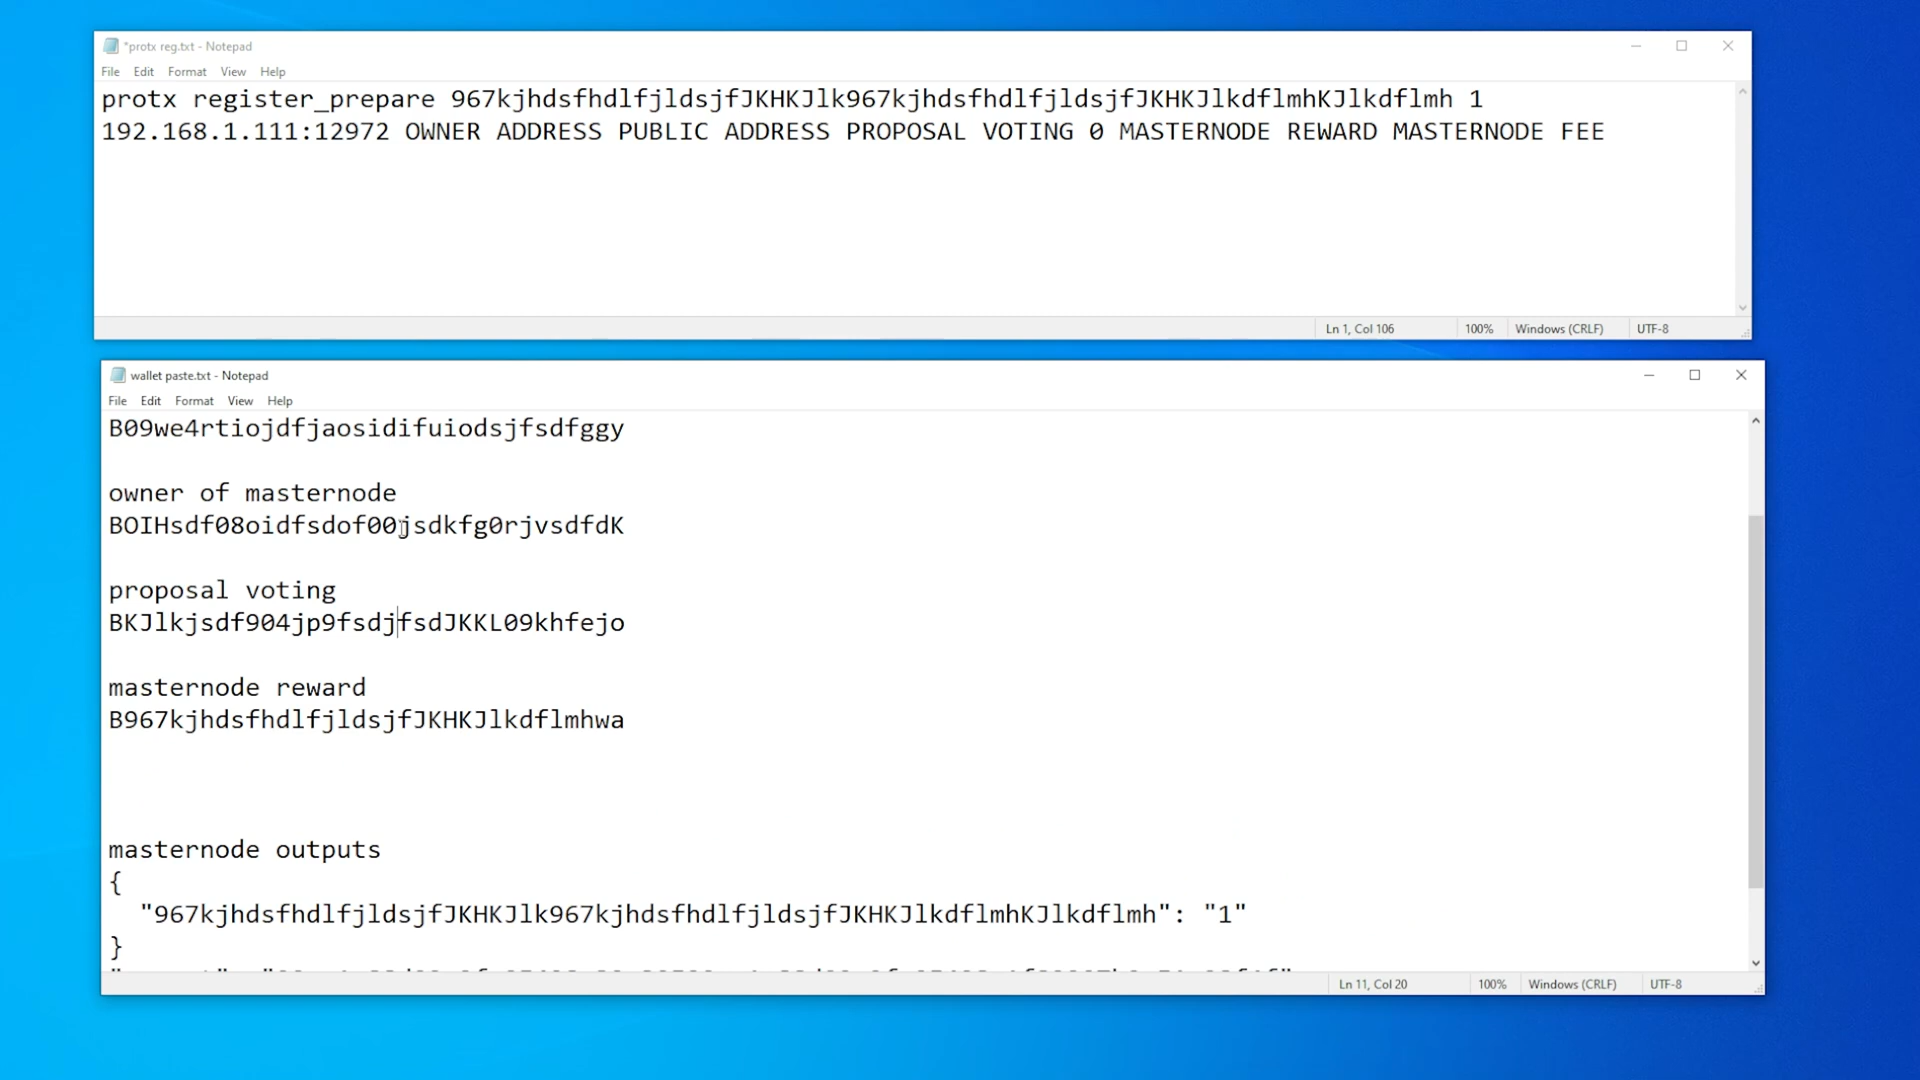 *protx reg.txt - Notepad
File Edit Format View Help
protx register_prepare 967kjhdsfhdlfjldsjfJKHKJlk967kjhdsfhdlfjldsjfJKHKJlkdflmhKJlkdflmh 1
192.168.1.111:12972 OWNER ADDRESS PUBLIC ADDRESS PROPOSAL VOTING 0 MASTERNODE REWARD MASTERNODE FEE
Ln 1, Col 106 100% Windows (CRLF) UTF-8
wallet paste.txt - Notepad
File Edit Format View Help
B09we4rtiojdfjaosidifuiodsjfsdfggy
owner of masternode
BOIHsdf08oidfsdof00jsdkfg0rjvsdfdK
proposal voting
BKJlkjsdf904jp9fsdjfsdJKKL09khfejo
masternode reward
B967kjhdsfhdlfjldsjfJKHKJlkdflmhwa
masternode outputs
{
"967kjhdsfhdlfjldsjfJKHKJlk967kjhdsfhdlfjldsjfJKHKJlkdflmhKJlkdflmh": "1"
}
Ln 11, Col 20 100% Windows (CRLF) UTF-8